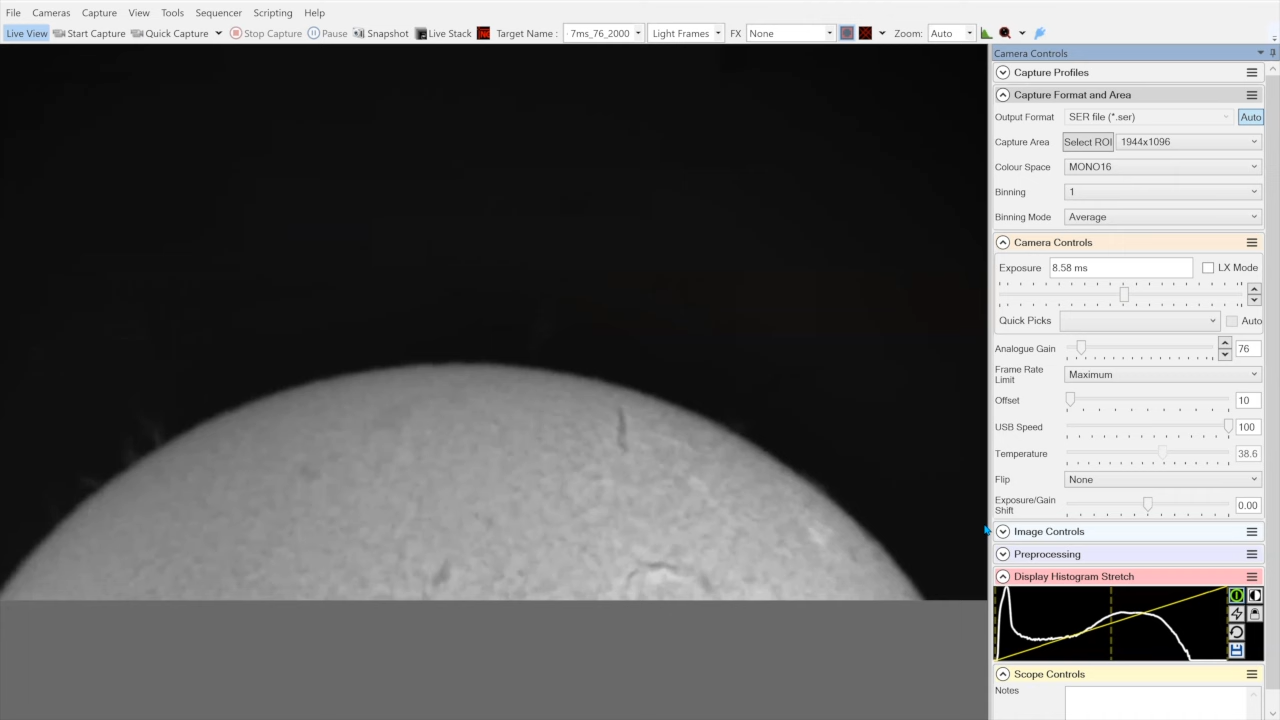 File Cameras Capture View Tools Sequencer Scripting Help
Live View Start Capture Quick Capture Stop Capture Pause Snapshot Live Stack Target Name : 7ms_76_2000 Light Frames FX None Zoom: Auto
Camera Controls
Capture Profiles
Capture Format and Area
Output Format SER file (*.ser) Auto
Capture Area Select ROI 1944x1096
Colour Space MONO16
Binning 1
Binning Mode Average
Camera Controls
Exposure 8.58 ms LX Mode
Quick Picks Auto
Analogue Gain 76
Frame Rate
Limit Maximum
Offset 10
USB Speed 100
Temperature 38.6
Flip None
Exposure/Gain
Shift 0.00
Image Controls
Preprocessing
Display Histogram Stretch
Scope Controls
Notes